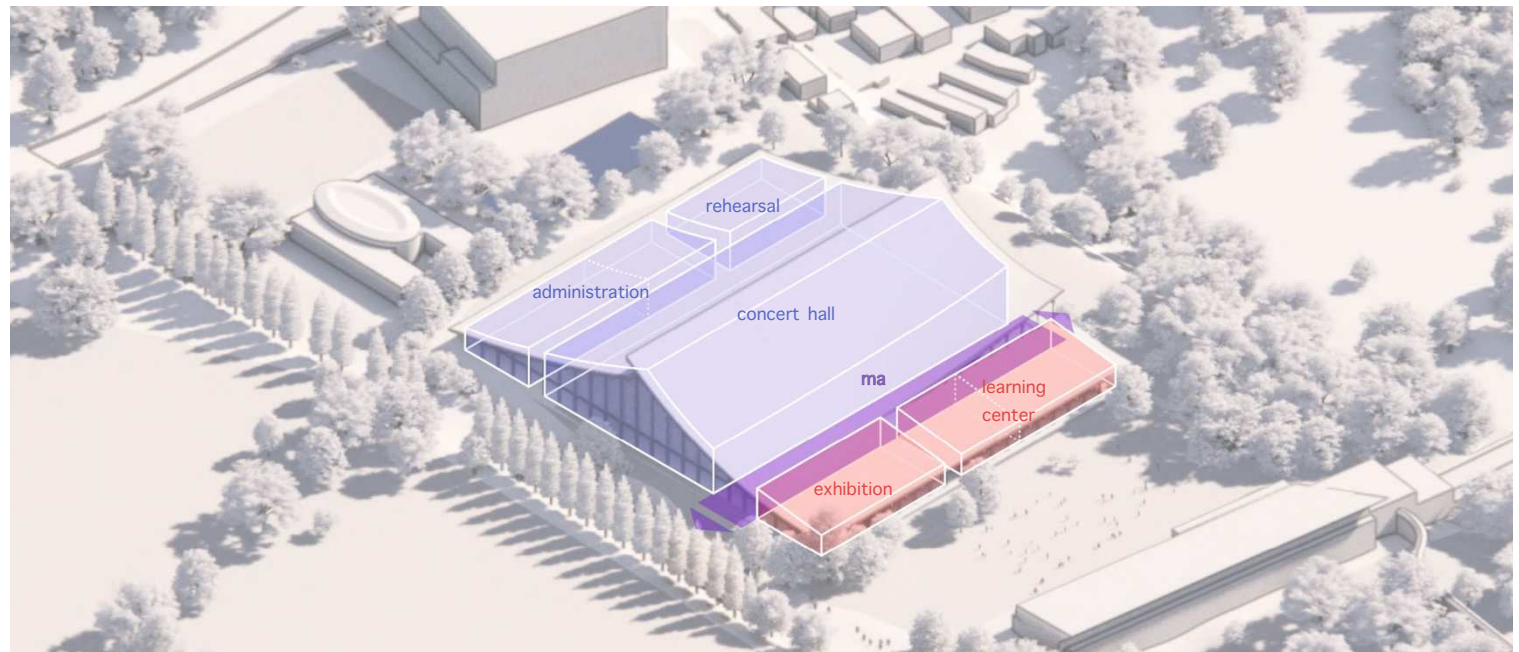 rehearsal
administration
concert hall
ma
learning
center
exhibition